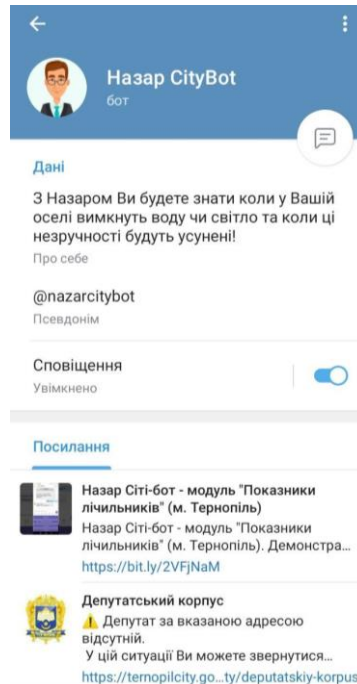 Назар CityBot
бот
Дані
З Назаром Ви будете знати коли у Вашій
оселі вимкнуть воду чи світло та коли ці
незручності будуть усунені!
Про себе
@nazarcitybot
Псевдонім
Сповіщення
Увімкнено
Посилання
Назар Сіті-бот - модуль "Показники
лічильників" (м. Тернопіль)
Назар Сіті-бот - модуль "Показники
лічильників" (м. Тернопіль). Демонстра...
https://bit.ly/2VFjNaM
Депутатський корпус
⚠ Депутат за вказаною адресою
відсутній.
У цій ситуації Ви можете звернутися...
https://ternopilcity.go...ty/deputatskiy-korpus